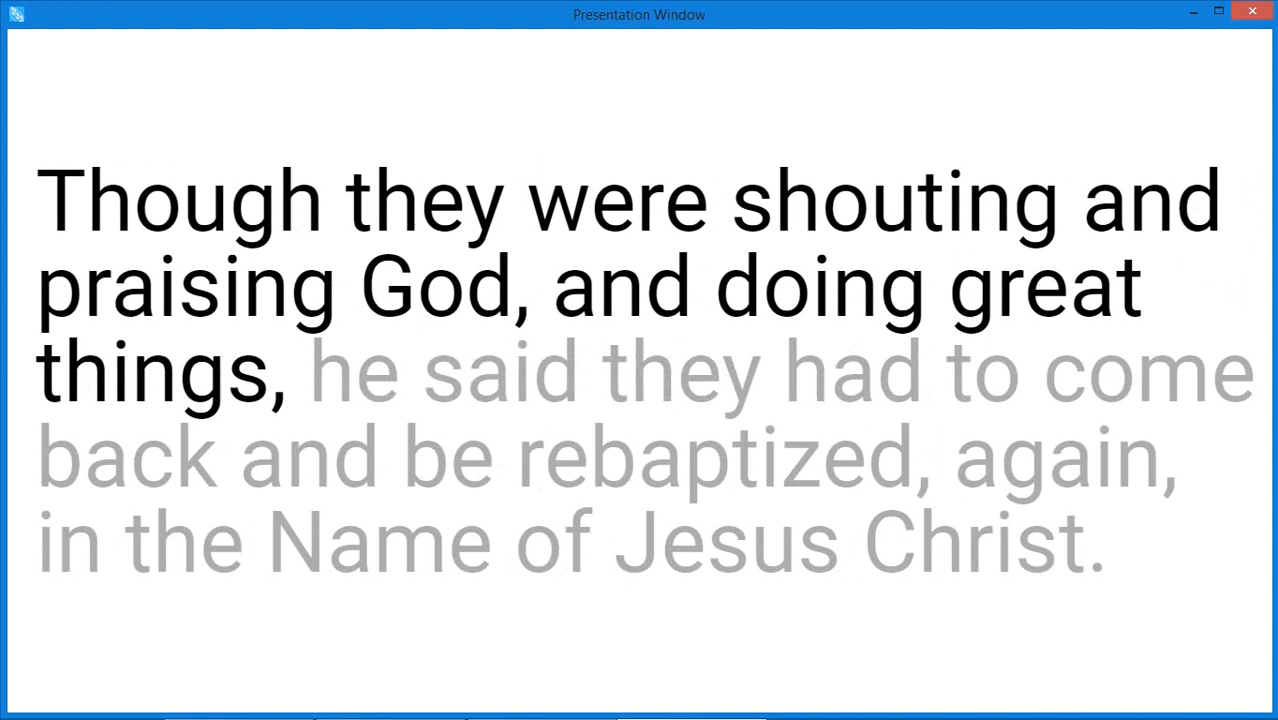 Presentation Window
Though they were shouting and
praising God, and doing great
things, he said they had to come
back and be rebaptized, again,
in the Name of Jesus Christ.